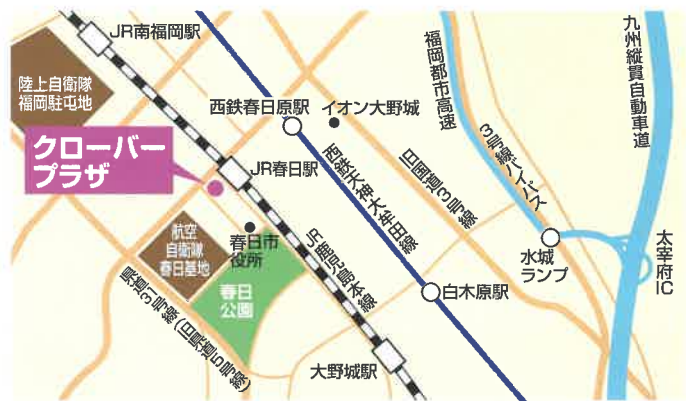 JR南福岡駅
陸上自衛隊
福岡駐屯地
クローバー
プラザ
西鉄春日原駅
イオン大野城
福岡都市高速
九州縦貫自動車道
3号線バイパス
JR春日駅
西鉄天神大牟田線
旧国道3号線
航空
自衛隊
春日基地
春日市
役所
JR鹿児島本線
春日
公園
県道31号線(旧県道5号線)
水城
ランプ
太宰府IC
白木原駅
大野城駅